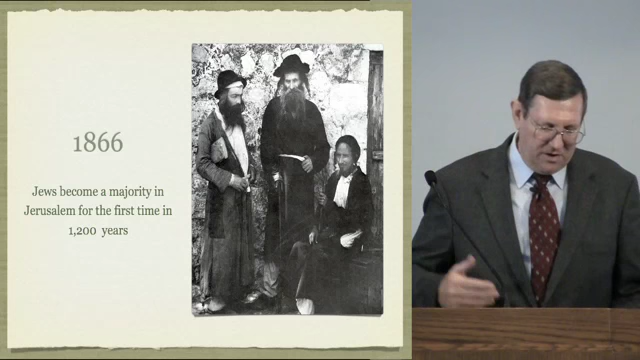 1866
Jews become a majority in
Jerusalem for the first time in
1,200 years